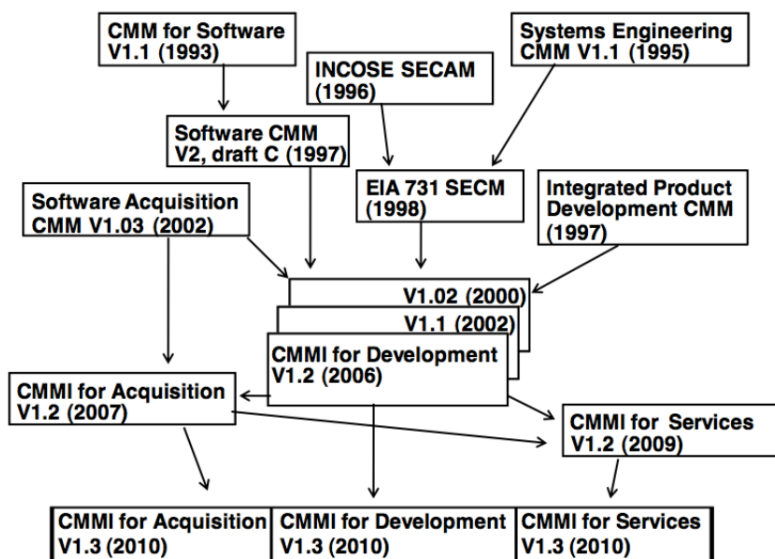 CMM for Software
V1.1 (1993)
Systems Engineering
CMM V1.1 (1995)
INCOSE SECAM
(1996)
Software CMM
V2, draft C (1997)
EIA 731 SECM
(1998)
Integrated Product
Development CMM
(1997)
Software Acquisition
CMM V1.03 (2002)
V1.02 (2000)
V1.1 (2002)
CMMI for Development
V1.2 (2006)
CMMI for Acquisition
V1.2 (2007)
CMMI for Services
V1.2 (2009)
CMMI for Acquisition
V1.3 (2010)
CMMI for Development
V1.3 (2010)
CMMI for Services
V1.3 (2010)